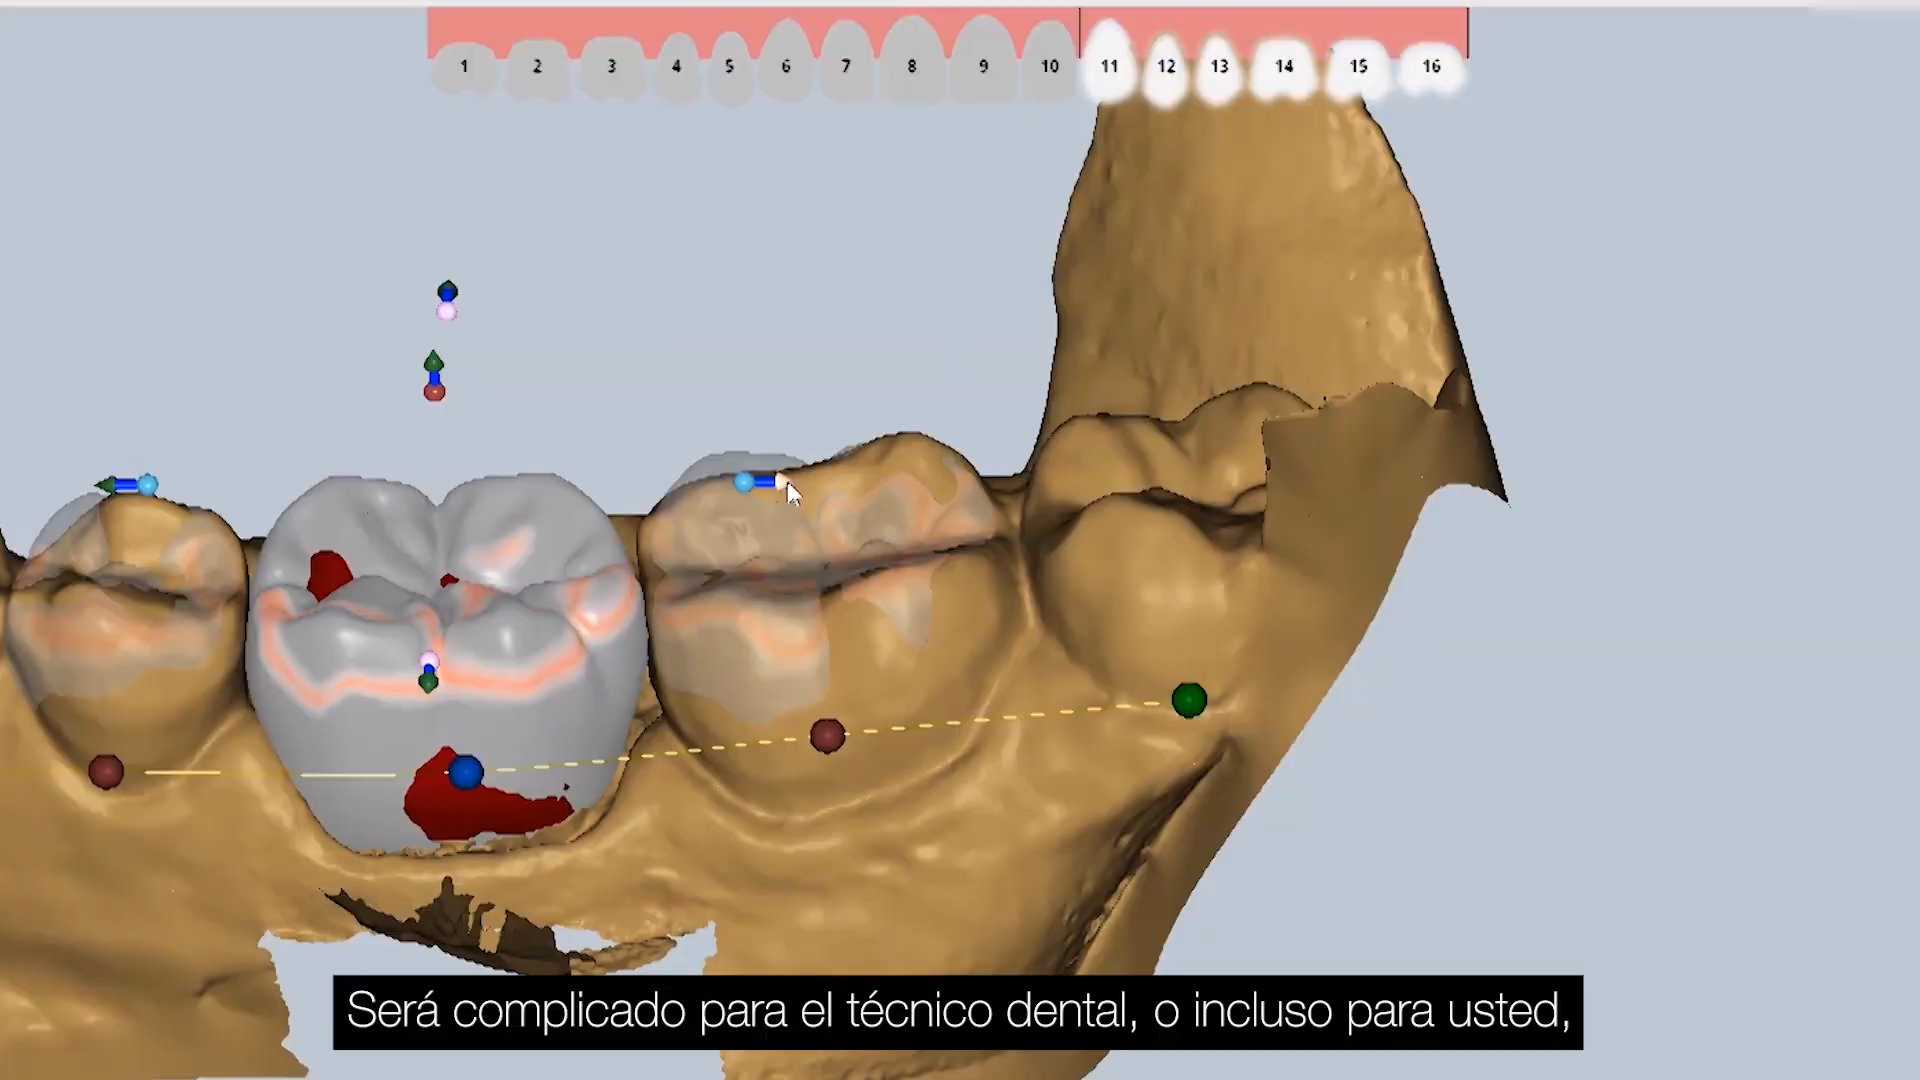 1 2 3 4 5 6 7 8 9 10 11 12 13 14 15 16
Será complicado para el técnico dental, o incluso para usted,